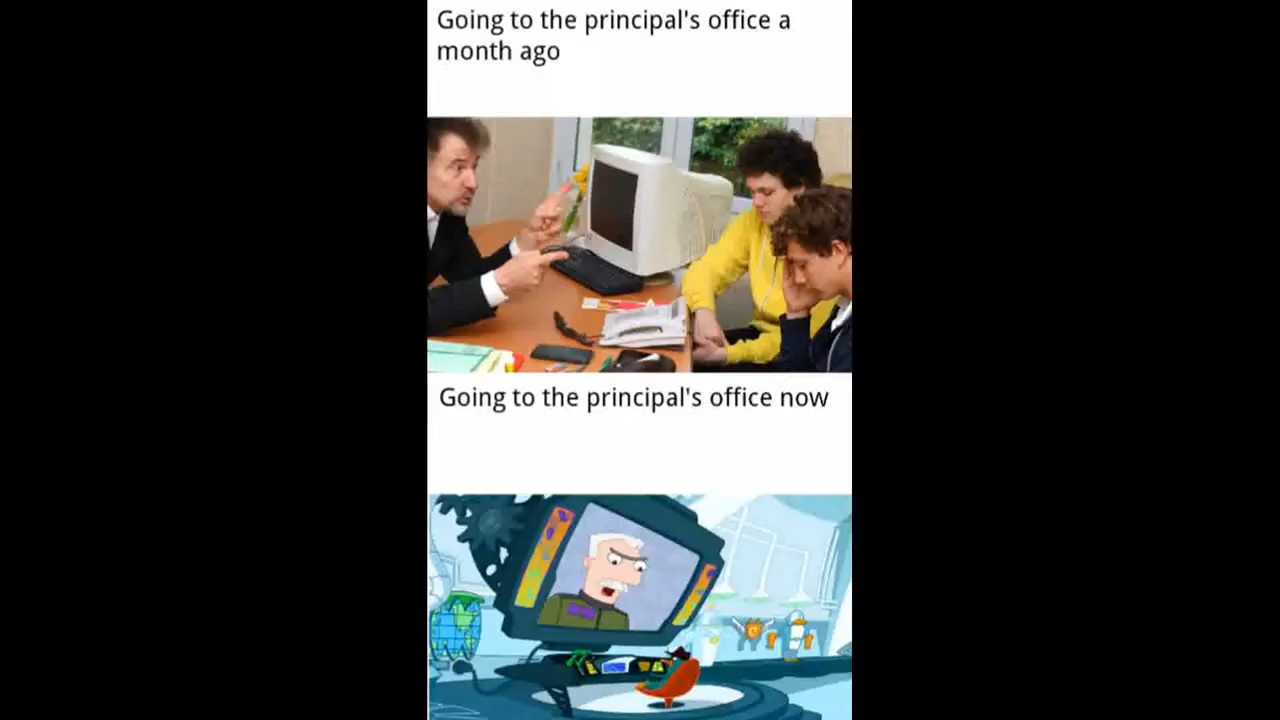 Going to the principal's office a
month ago
Going to the principal's office now